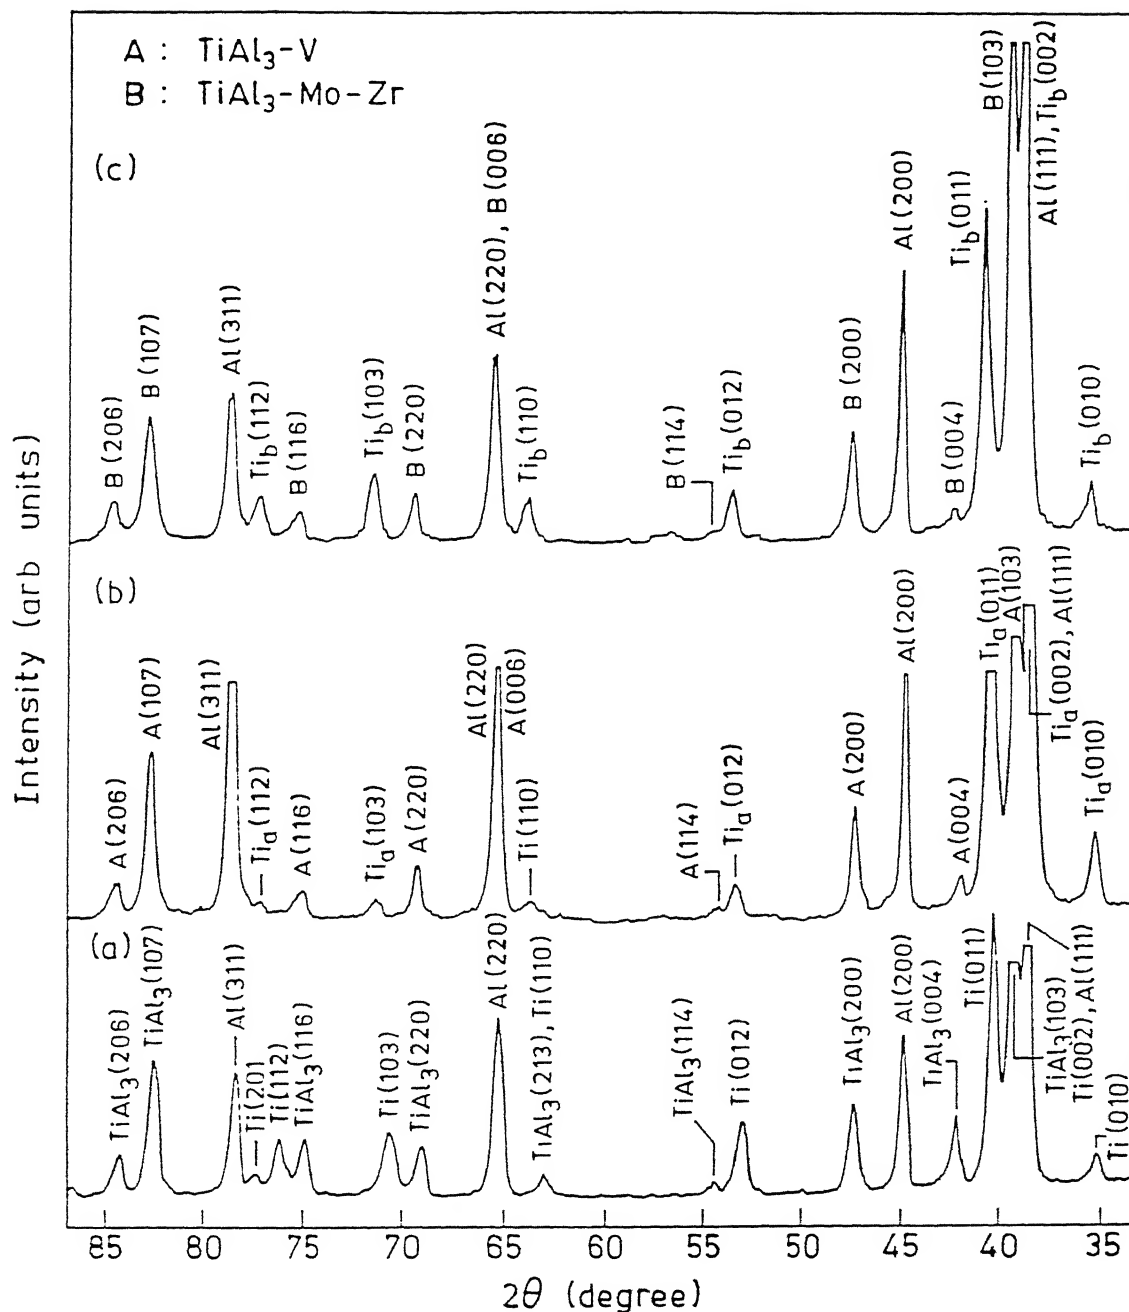 A : TiAl3-V
B : TiAl3-Mo-Zr
(c)
B(206)
B(107)
Al(311)
Tib(112)
B(116)
Tib(103)
B(220)
Al(220), B(006)
Tib(110)
B(114)
Tib(012)
B(200)
Al(200)
B(004)
Tib(011)
B(103)
Al(111), Tib(002)
Tib(010)
(b)
A(206)
A(107)
Al(311)
Tia(112)
A(116)
Tia(103)
A(220)
Al(220)
A(006)
Ti(110)
A(114)
Tia(012)
A(200)
Al(200)
A(004)
Tia(011)
A(103)
Tia(002), Al(111)
Tia(010)
(a)
TiAl3(206)
TiAl3(107)
Al(311)
Ti(201
Ti(112)
TiAl3(116)
Ti(103)
TiAl3(220)
Al(220)
TiAl3(213), Ti(110)
TiAl3(114)
Ti(012)
TiAl3(200)
Al(200)
TiAl3(004)
Ti(011)
TiAl3(103)
Ti(002), Al(111)
Ti(010)
Intensity (arb units)
85 80 75 70 65 60 55 50 45 40 35
2θ (degree)